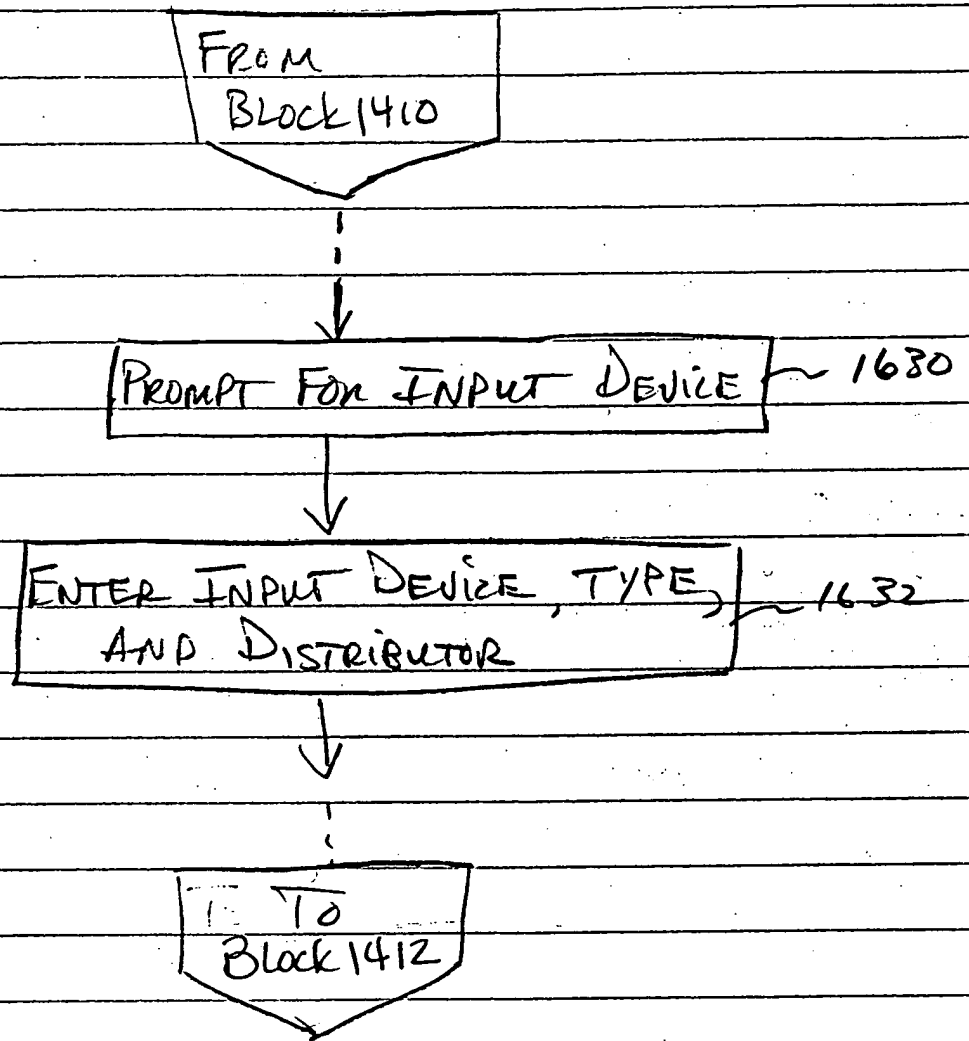 FROM
BLOCK 1410
PROMPT FOR INPUT DEVICE
1630
ENTER INPUT DEVICE, TYPE,
AND DISTRIBUTOR
1632
TO
BLOCK 1412